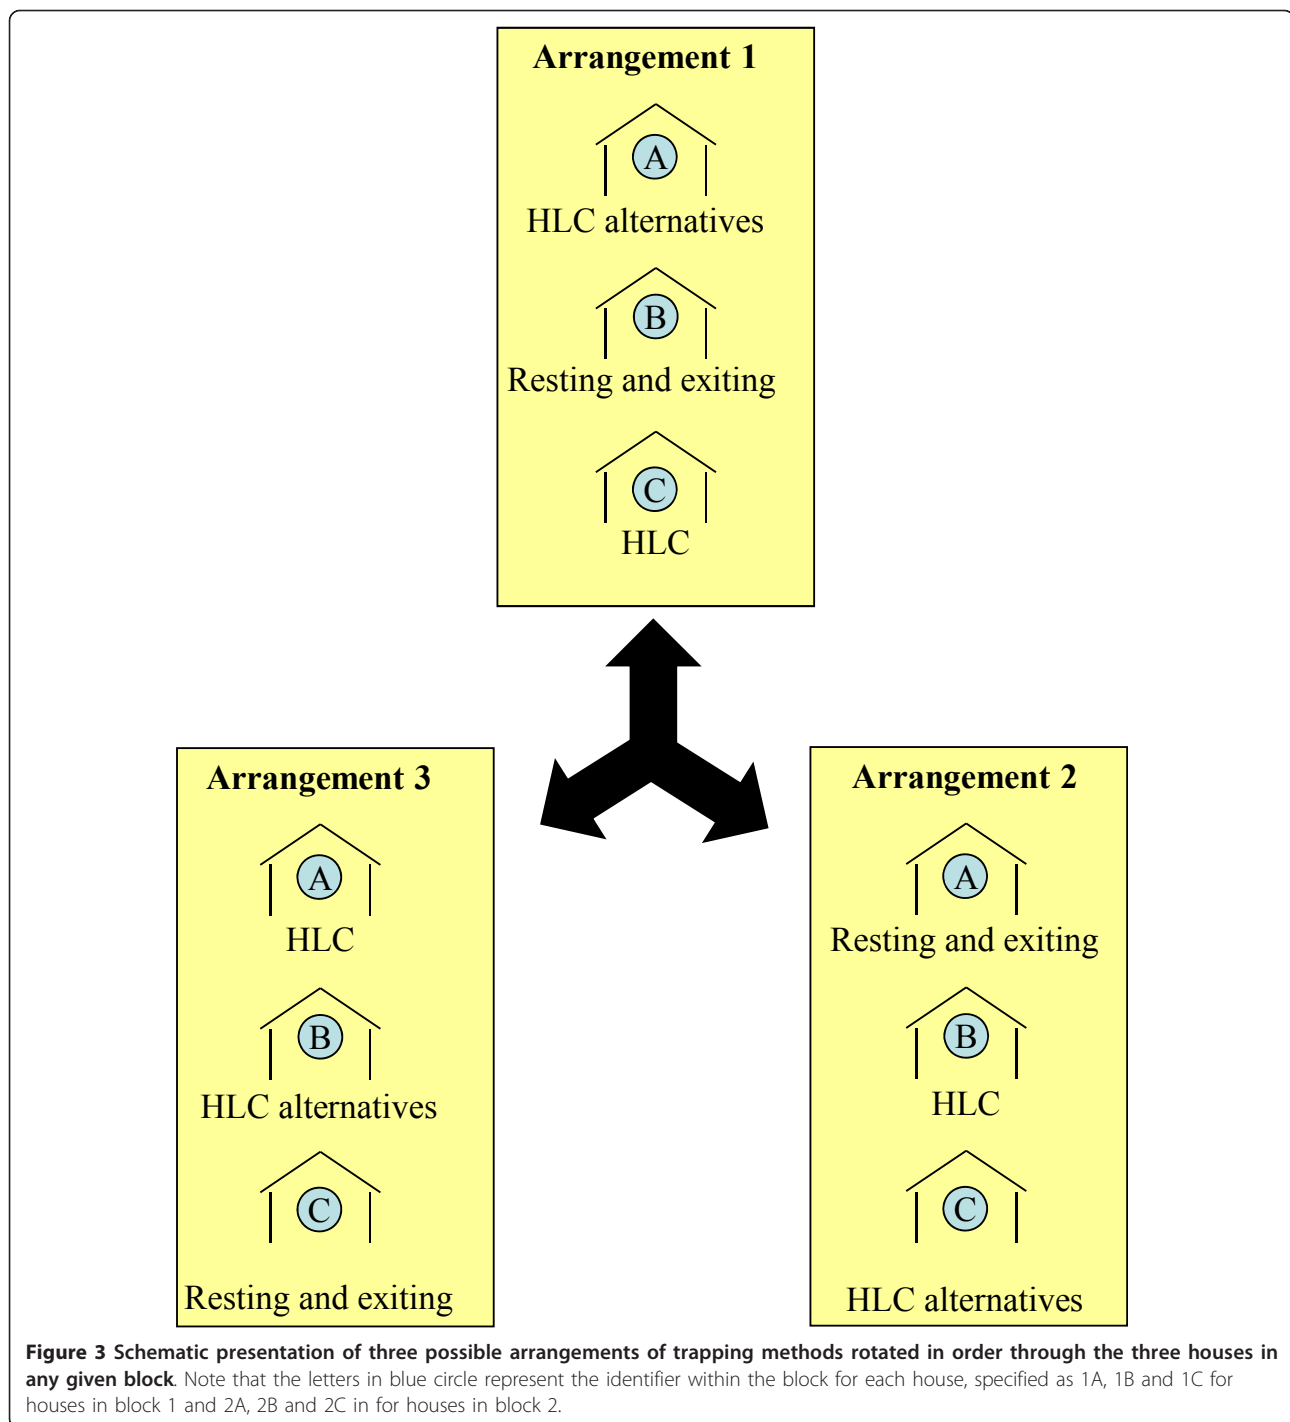 Arrangement 1
A
HLC alternatives
B
Resting and exiting
C
HLC
Arrangement 3
A
HLC
B
HLC alternatives
C
Resting and exiting
Arrangement 2
A
Resting and exiting
B
HLC
C
HLC alternatives
Figure 3 Schematic presentation of three possible arrangements of trapping methods rotated in order through the three houses in
any given block. Note that the letters in blue circle represent the identifier within the block for each house, specified as 1A, 1B and 1C for
houses in block 1 and 2A, 2B and 2C in for houses in block 2.